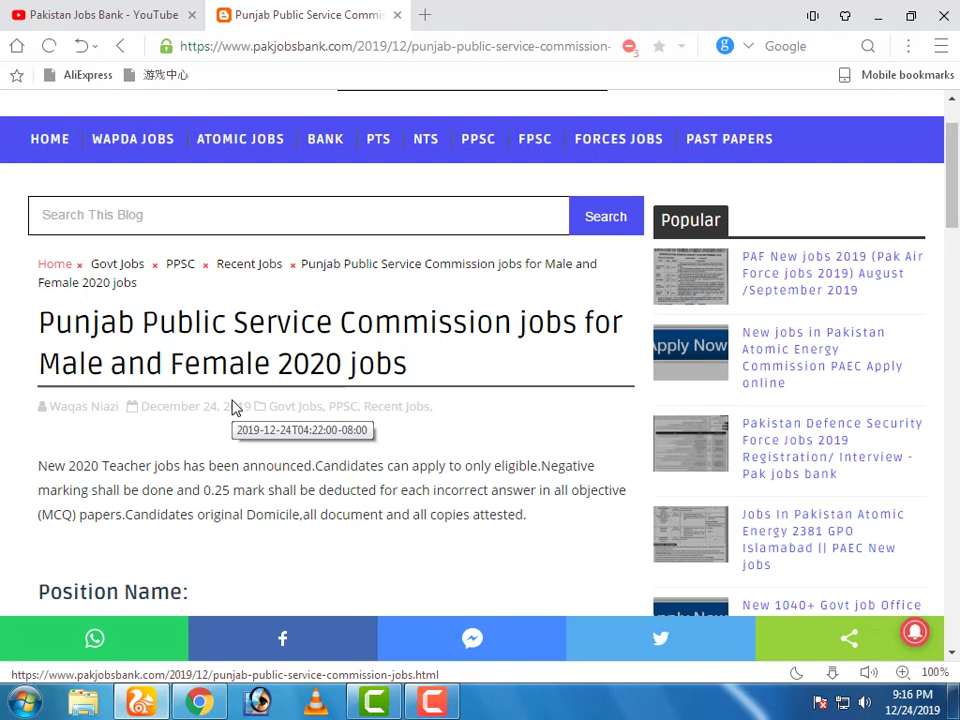 Pakistan Jobs Bank - YouTube
Punjab Public Service Commis
https://www.pakjobsbank.com/2019/12/punjab-public-service-commission-
3
g
Google
AliExpress
游戏中心
Mobile bookmarks
HOME WAPDA JOBS ATOMIC JOBS BANK PTS NTS PPSC FPSC FORCES JOBS PAST PAPERS
Search This Blog
Search
Home × Govt Jobs × PPSC × Recent Jobs × Punjab Public Service Commission jobs for Male and
Female 2020 jobs
Punjab Public Service Commission jobs for
Male and Female 2020 jobs
Waqas Niazi December 24, 2019 Govt Jobs, PPSC, Recent Jobs,
2019-12-24T04:22:00-08:00
New 2020 Teacher jobs has been announced.Candidates can apply to only eligible.Negative
marking shall be done and 0.25 mark shall be deducted for each incorrect answer in all objective
(MCQ) papers.Candidates original Domicile,all document and all copies attested.
Position Name:
Popular
PAF New jobs 2019 (Pak Air
Force jobs 2019) August
/September 2019
Apply Now
New jobs in Pakistan
Atomic Energy
Commission PAEC Apply
online
Pakistan Defence Security
Force Jobs 2019
Registration/ Interview -
Pak jobs bank
Jobs In Pakistan Atomic
Energy 2381 GPO
Islamabad || PAEC New
jobs
New 1040+ Govt job Office
https://www.pakjobsbank.com/2019/12/punjab-public-service-commission-jobs.html
100%
9:16 PM
12/24/2019